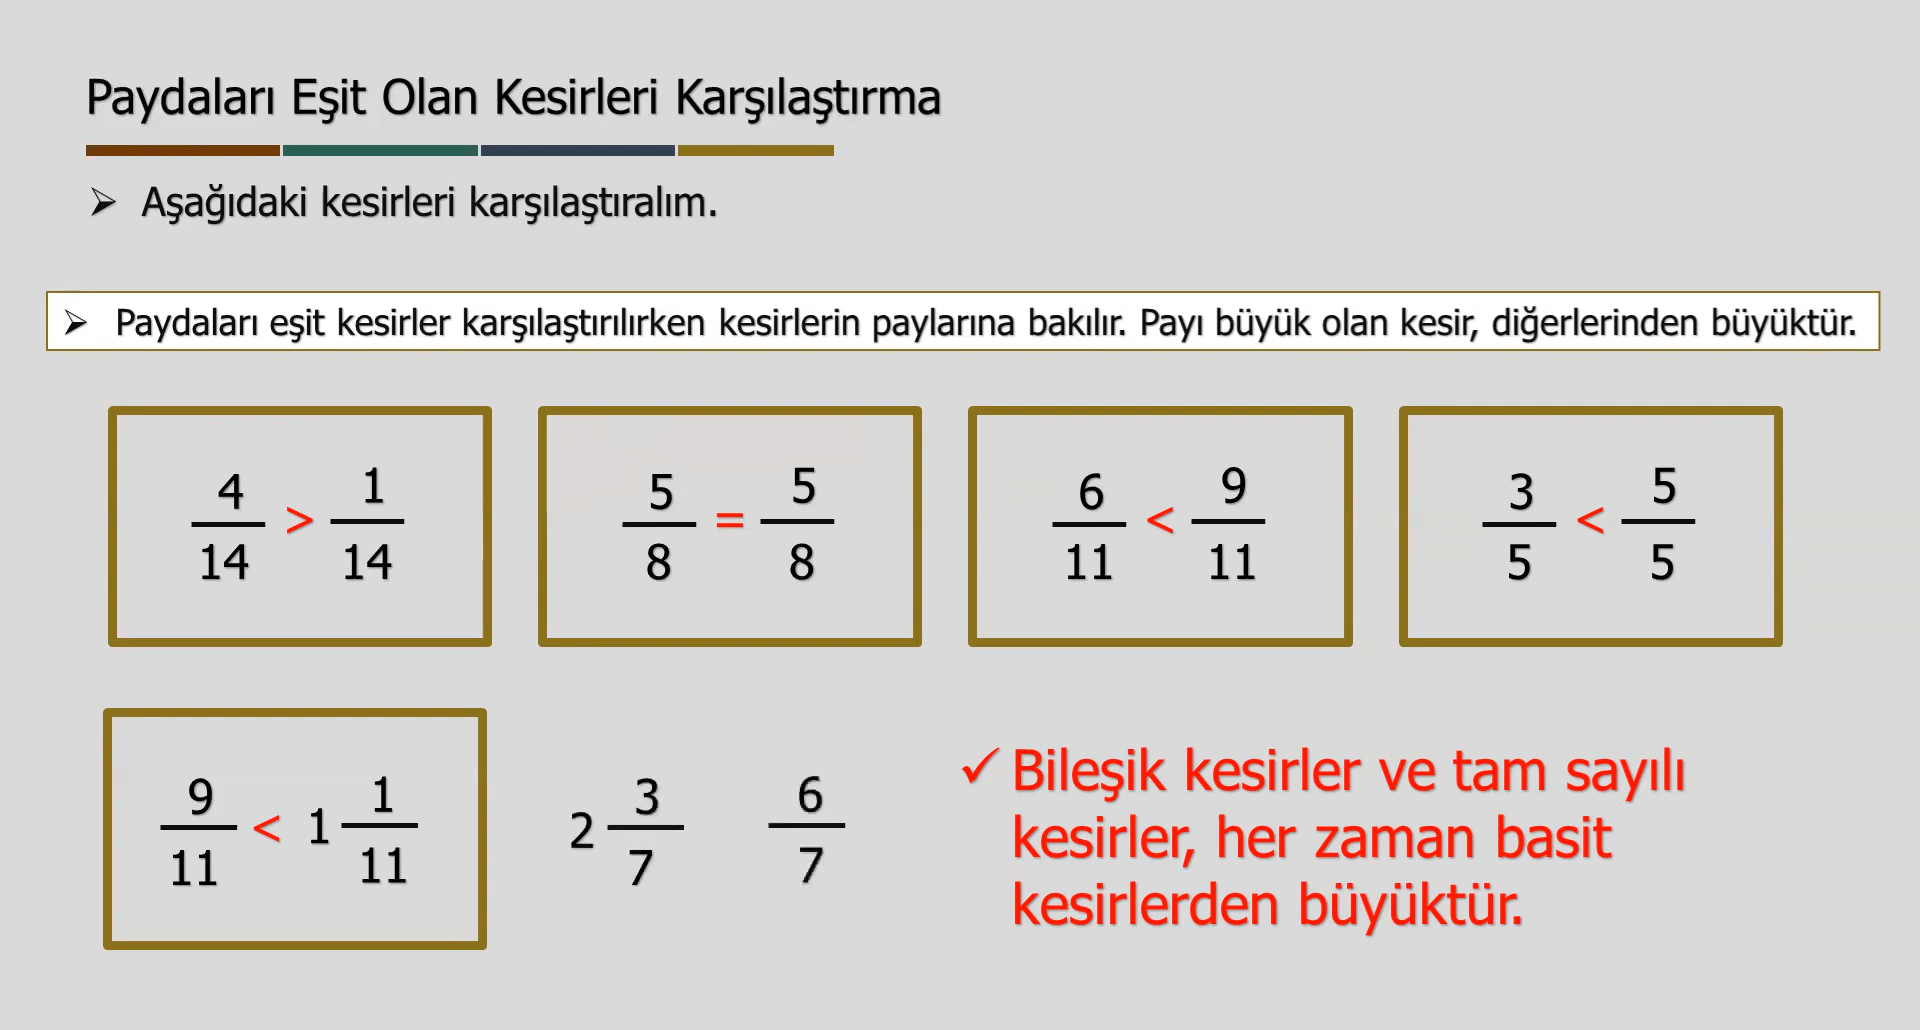 Paydaları Eşit Olan Kesirleri Karşılaştırma
➢ Aşağıdaki kesirleri karşılaştıralım.
➢ Paydaları eşit kesirler karşılaştırılırken kesirlerin paylarına bakılır. Payı büyük olan kesir, diğerlerinden büyüktür.
4/14 > 1/14
5/8 = 5/8
6/11 < 9/11
3/5 < 5/5
9/11 < 1 1/11
2 3/7 6/7
✓ Bileşik kesirler ve tam sayılı
kesirler, her zaman basit
kesirlerden büyüktür.